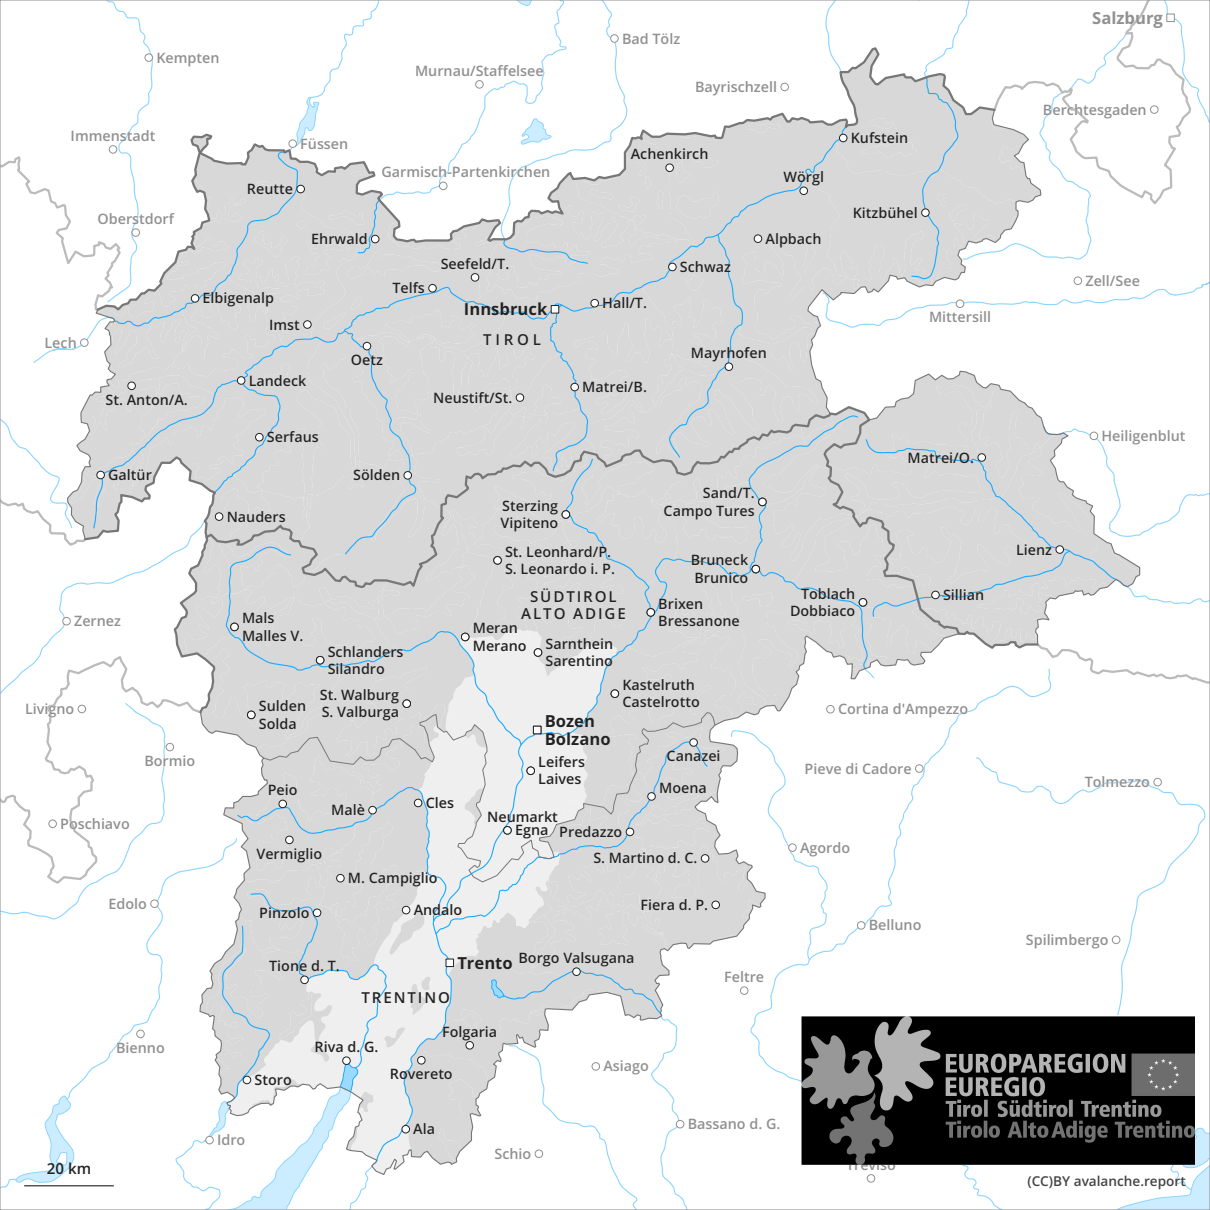 Salzburg
Bad Tölz
Kempten
Murnau/Staffelsee
Bayrischzell
Berchtesgaden
Immenstadt
Füssen
Kufstein
Achenkirch
Garmisch-Partenkirchen
Wörgl
Reutte
Oberstdorf
Kitzbühel
Ehrwald
Alpbach
Seefeld/T.
Schwaz
Zell/See
Telfs
Elbigenalp
Hall/T.
Innsbruck
Mittersill
Imst
TIROL
Lech
Oetz
Mayrhofen
Landeck
Matrei/B.
St. Anton/A.
Neustift/St.
Serfaus
Heiligenblut
Matrei/O.
Galtür
Sölden
Sand/T.
Campo Tures
Sterzing
Vipiteno
Nauders
St. Leonhard/P.
S. Leonardo i. P.
Lienz
Bruneck
Brunico
SÜDTIROL
ALTO ADIGE
Toblach
Dobbiaco
Sillian
Brixen
Bressanone
Mals
Malles V.
Zernez
Meran
Merano
Sarnthein
Sarentino
Schlanders
Silandro
Kastelruth
Castelrotto
St. Walburg
S. Valburga
Sulden
Solda
Livigno
Cortina d'Ampezzo
Bozen
Bolzano
Bormio
Canazei
Leifers
Laives
Pieve di Cadore
Tolmezzo
Peio
Moena
Malè
Cles
Neumarkt
Egna
Predazzo
Poschiavo
Vermiglio
S. Martino d. C.
Agordo
M. Campiglio
Edolo
Pinzolo
Andalo
Fiera d. P.
Belluno
Spilimbergo
Borgo Valsugana
Trento
Tione d. T.
Feltre
TRENTINO
Folgaria
Bienno
Riva d. G.
Rovereto
Asiago
Storo
EUROPAREGION
EUREGIO
Tirol Südtirol Trentino
Tirolo Alto Adige Trentino
Ala
Bassano d. G.
Idro
Schio
Treviso
20 km
(CC)BY avalanche.report